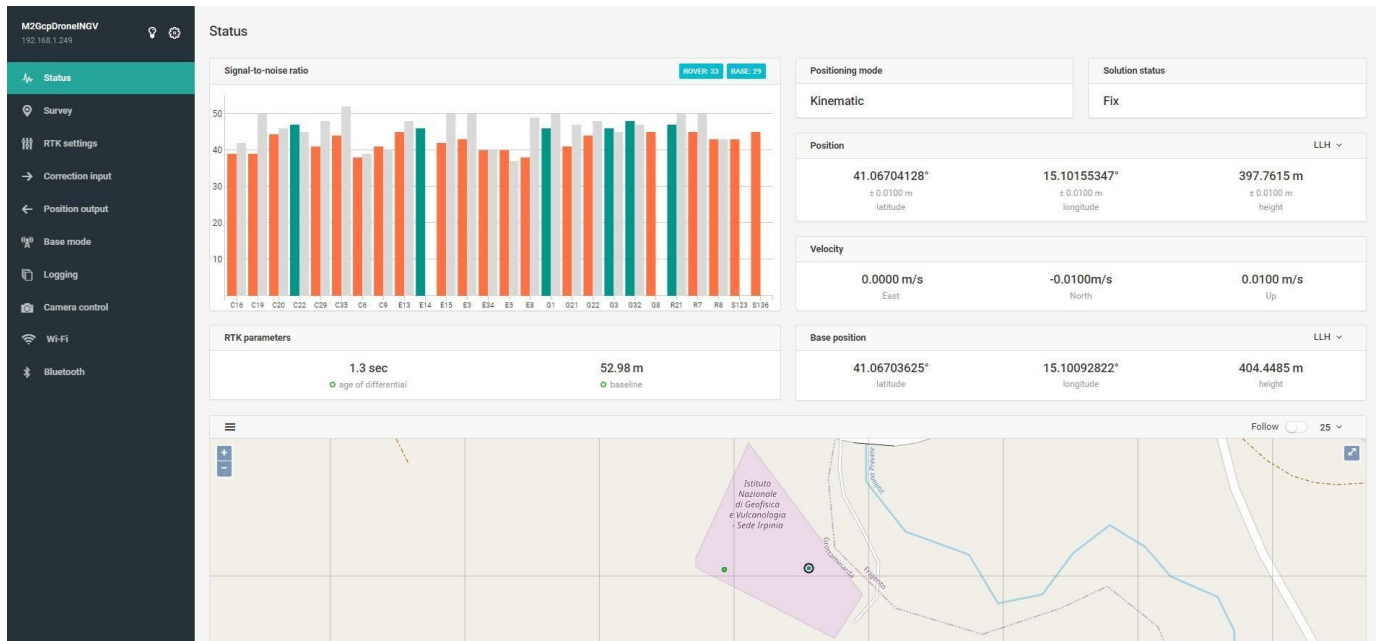 M2GcpDroneINGV
192.168.1.249
Status
Survey
RTK settings
Correction input
Position output
Base mode
Logging
Camera control
Wi-Fi
Bluetooth
Status
Signal-to-noise ratio
ROVER: 33 BASE: 29
50
40
30
20
10
C16 C19 C20 C22 C29 C35 C6 C9 E13 E14 E15 E3 E34 E5 E8 G1 G21 G22 G3 G32 G8 R21 R7 R8 S123 S136
Positioning mode
Kinematic
Solution status
Fix
Position LLH
41.06704128° 15.10155347° 397.7615 m
± 0.0100 m ± 0.0100 m ± 0.0100 m
latitude longitude height
Velocity
0.0000 m/s -0.0100m/s 0.0100 m/s
East North Up
RTK parameters
1.3 sec 52.98 m
age of differential baseline
Base position LLH
41.06703625° 15.10092822° 404.4485 m
latitude longitude height
Follow 25
+
-
Istituto
Nazionale
di Geofisica
e Vulcanologia
- Sede Irpinia
Grottaminarda
Frigento